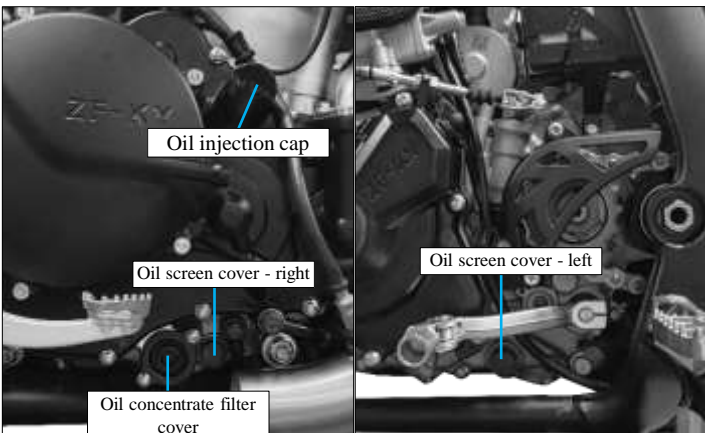 Oil injection cap
Oil screen cover - right
Oil concentrate filter
cover
Oil screen cover - left